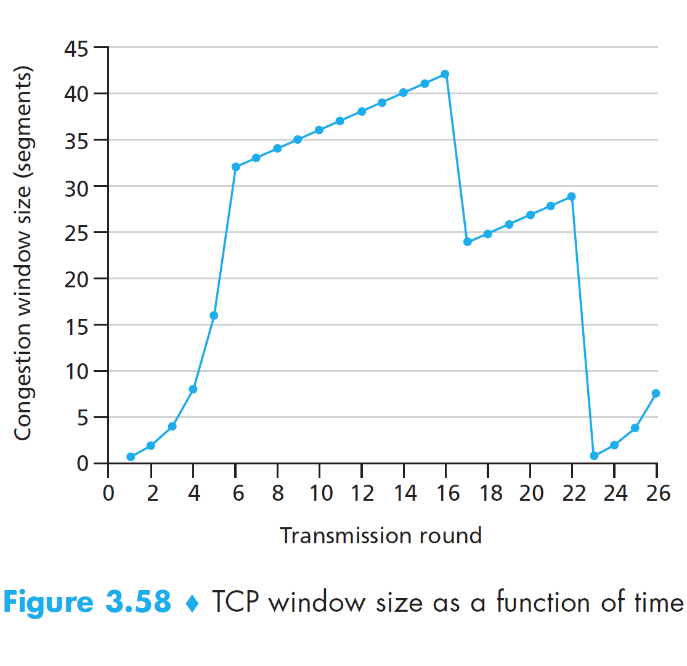 Congestion window size (segments)
45
40
35
30
25
20
15
10
5
0
0 2 4 6 8 10 12 14 16 18 20 22 24 26
Transmission round
Figure 3.58 ♦ TCP window size as a function of time